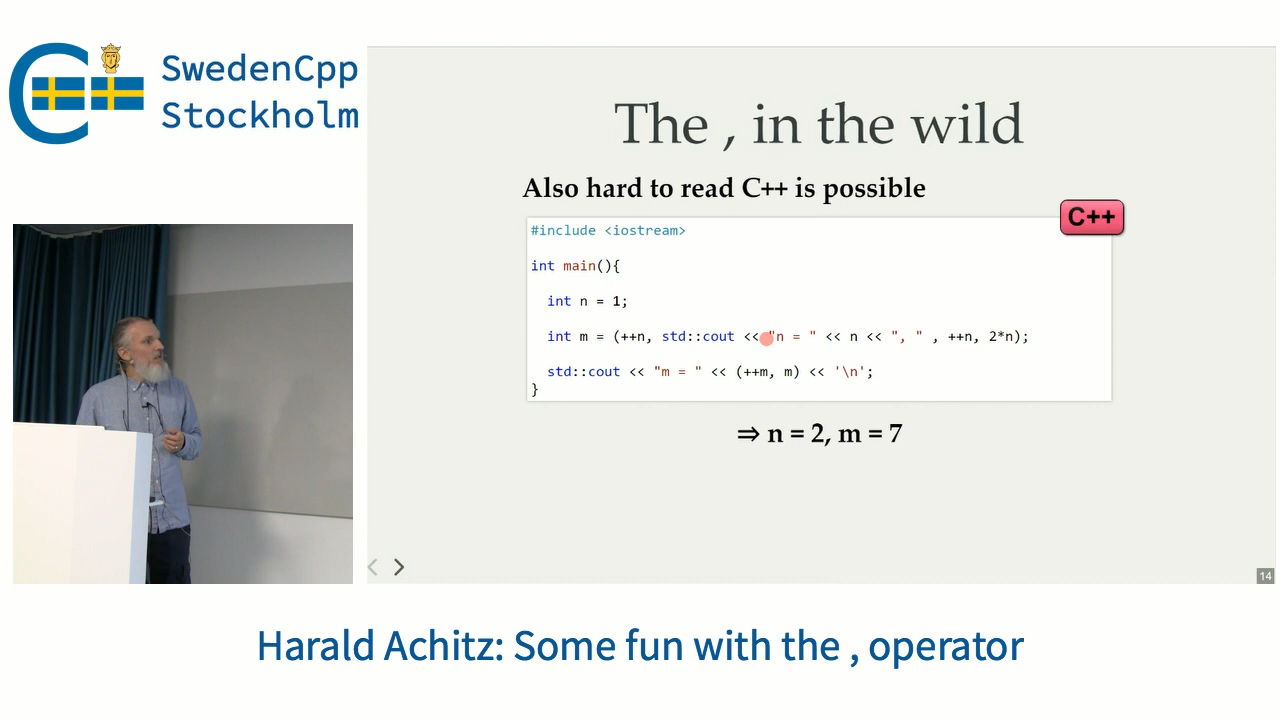 SwedenCpp
Stockholm
The , in the wild
Also hard to read C++ is possible
C++
#include <iostream>
int main(){
int n = 1;
int m = (++n, std::cout << "n = " << n << ", " , ++n, 2*n);
std::cout << "m = " << (++m, m) << '\n';
}
⇒ n = 2, m = 7
14
Harald Achitz: Some fun with the , operator